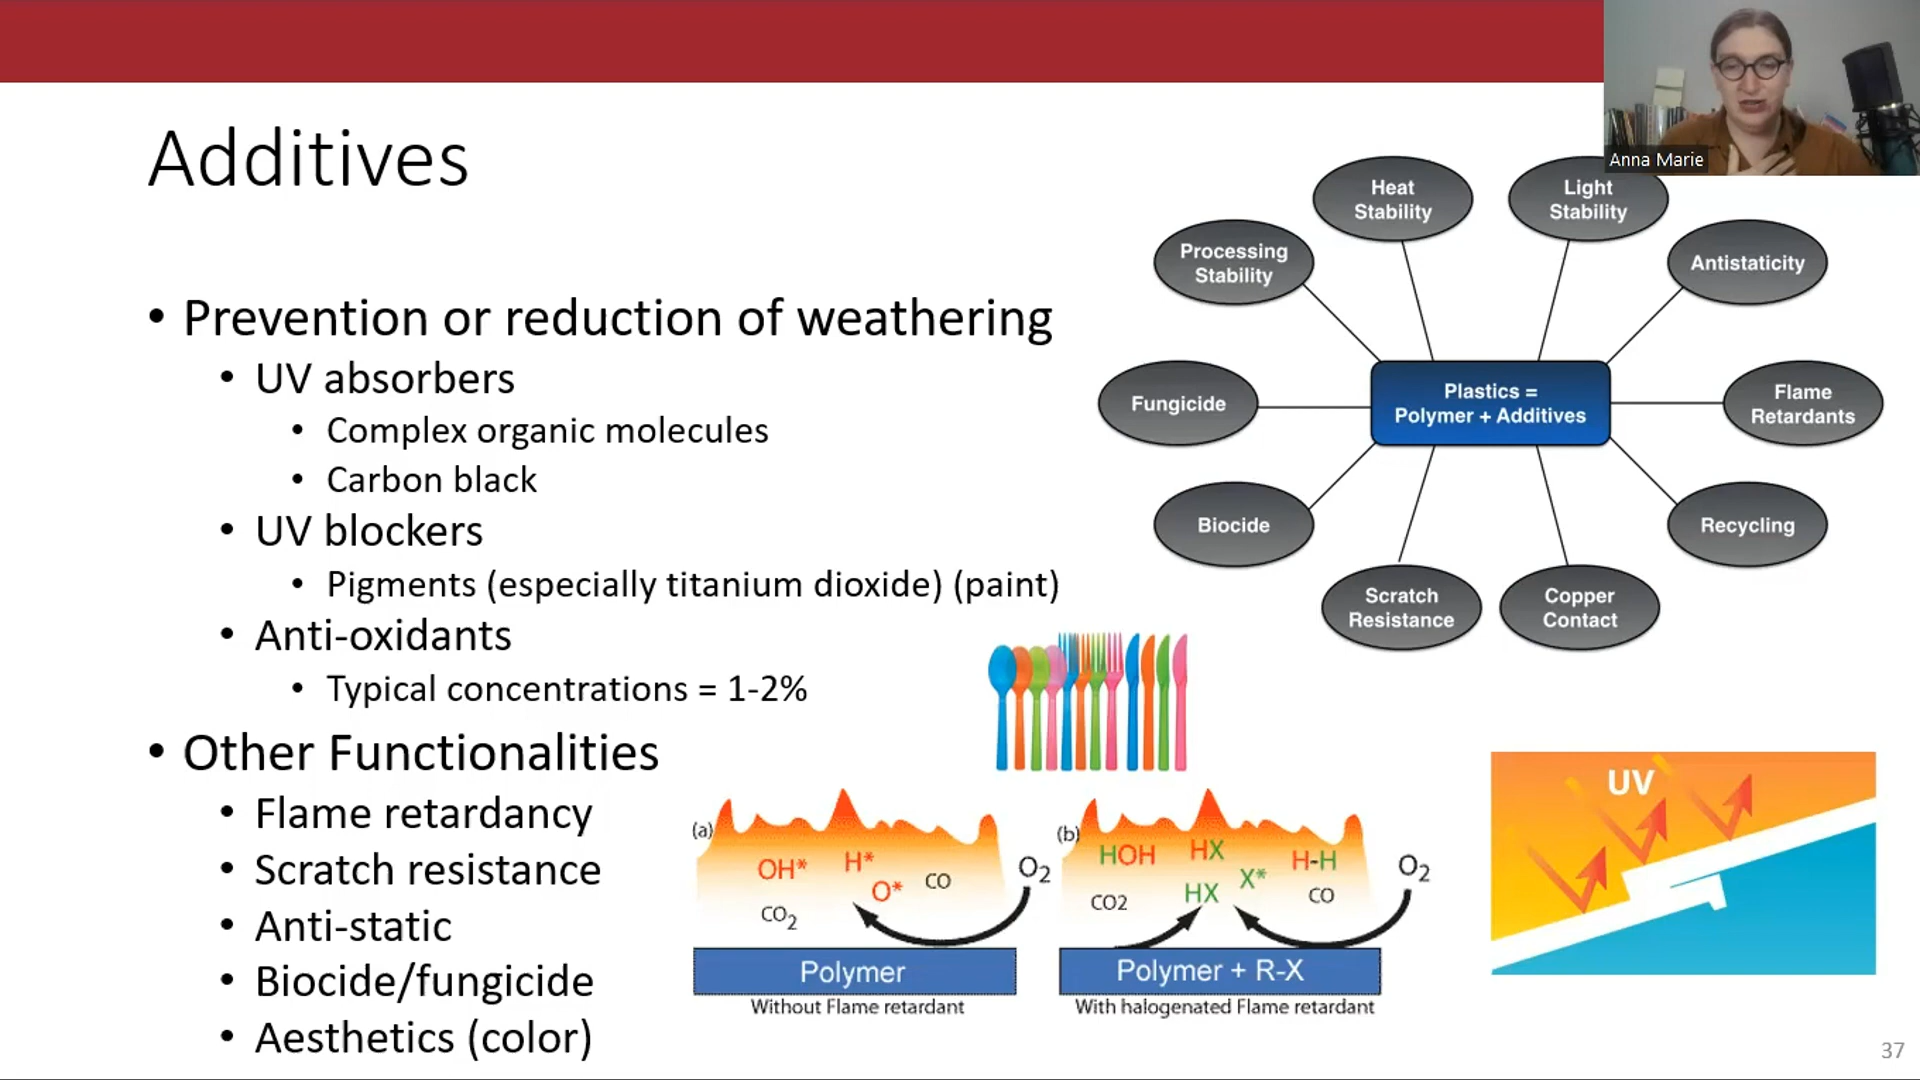 Anna Marie
Additives
• Prevention or reduction of weathering
• UV absorbers
• Complex organic molecules
• Carbon black
• UV blockers
• Pigments (especially titanium dioxide) (paint)
• Anti-oxidants
• Typical concentrations = 1-2%
• Other Functionalities
• Flame retardancy
• Scratch resistance
• Anti-static
• Biocide/fungicide
• Aesthetics (color)
Heat
Stability
Light
Stability
Processing
Stability
Antistaticity
Fungicide
Plastics =
Polymer + Additives
Flame
Retardants
Biocide
Recycling
Scratch
Resistance
Copper
Contact
(a)
OH*
H*
O*
CO
CO2
O2
Polymer
Without Flame retardant
(b)
HOH
HX
H-H
HX
X*
CO2
CO
O2
Polymer + R-X
With halogenated Flame retardant
UV
37